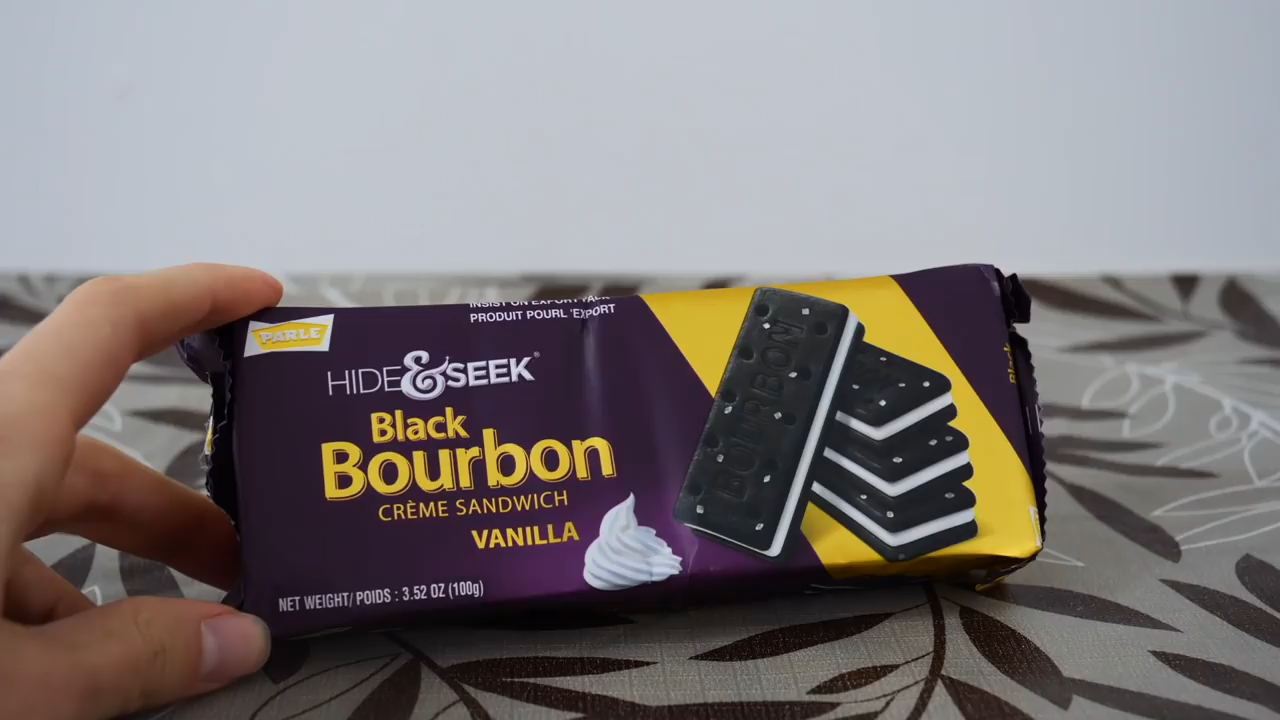 INSIST ON EXPORT PACK
PRODUIT POURL 'EXPORT
PARLE
HIDE&SEEK®
Black
Bourbon
CRÈME SANDWICH
VANILLA
NET WEIGHT/ POIDS : 3.52 OZ (100g)
BOURBON
Black